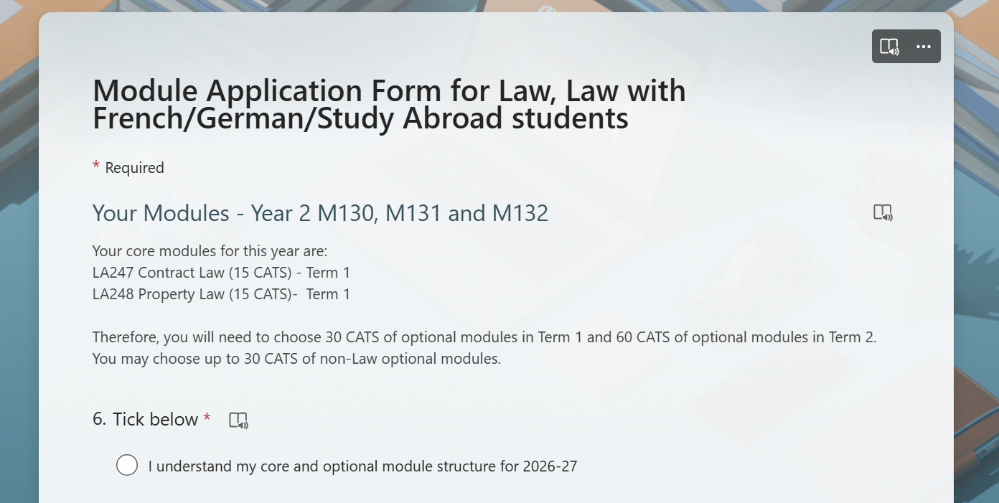 Module Application Form for Law, Law with
French/German/Study Abroad students
* Required
Your Modules - Year 2 M130, M131 and M132
Your core modules for this year are:
LA247 Contract Law (15 CATS) - Term 1
LA248 Property Law (15 CATS)-  Term 1
Therefore, you will need to choose 30 CATS of optional modules in Term 1 and 60 CATS of optional modules in Term 2.
You may choose up to 30 CATS of non-Law optional modules.
6. Tick below *
I understand my core and optional module structure for 2026-27